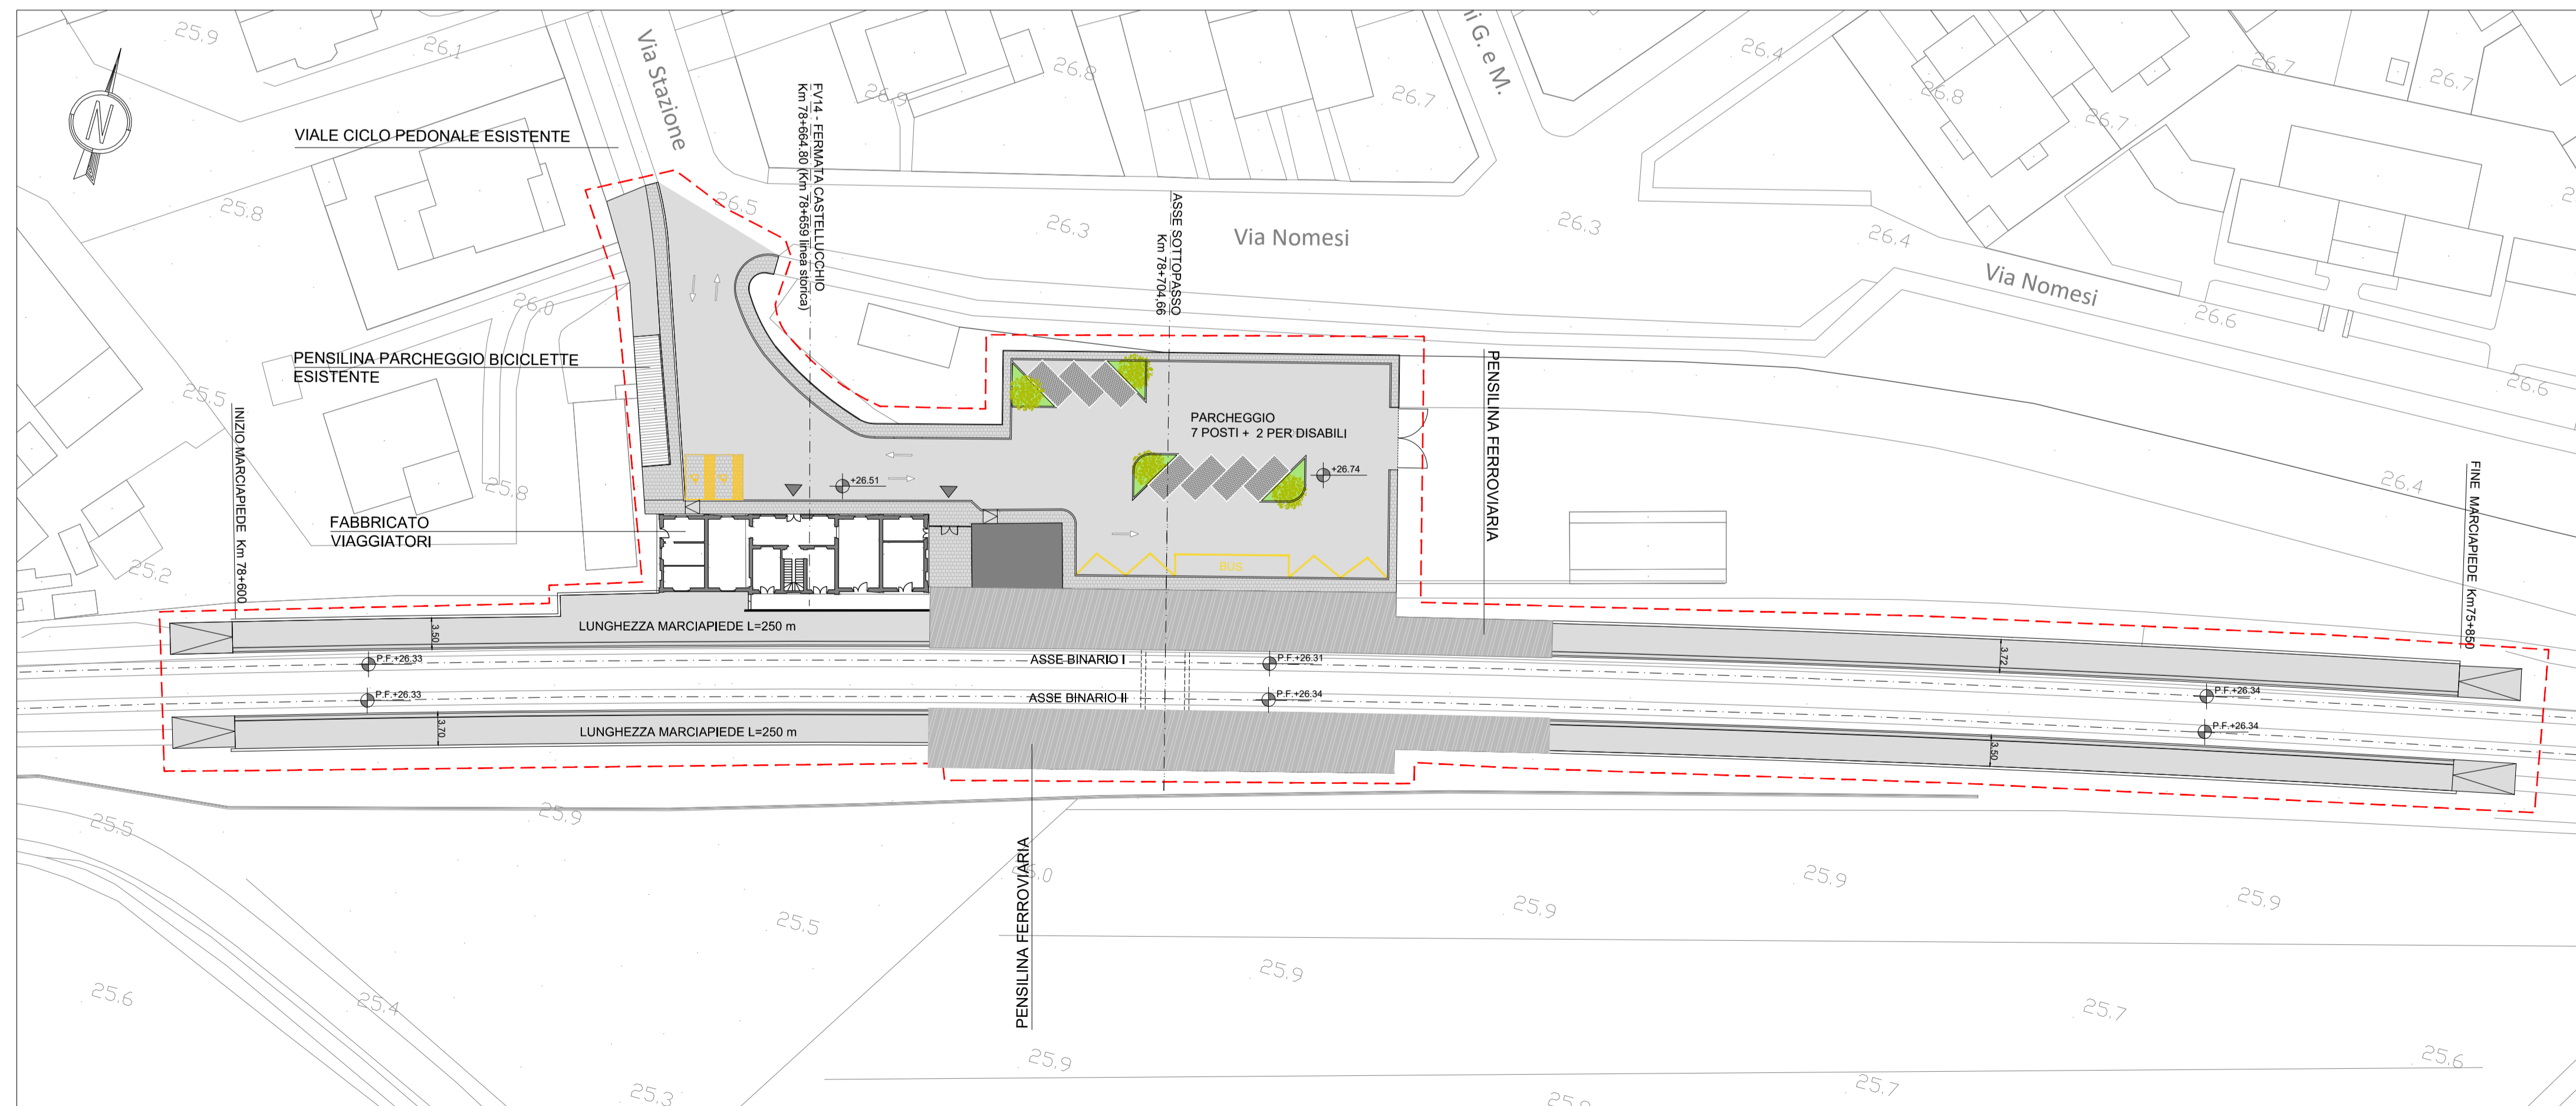 25.9
26.1
Via Stazione
26.8
26.9
26.7
ni G. e M.
26.4
26.7
26.7
26.8
26.7
N
VIALE CICLO PEDONALE ESISTENTE
FV14 - FERMATA CASTELLUCCHIO
Km 78+664.80 (Km 78+659 linea storica)
25.8
26.5
26.3
ASSE SOTTOPASSO
Km 78+704,66
Via Nomesi
26.3
26.4
Via Nomesi
26.0
26.6
PENSILINA PARCHEGGIO BICICLETTE
ESISTENTE
25.5
INIZIO MARCIAPIEDE Km 78+600
PARCHEGGIO
7 POSTI + 2 PER DISABILI
PENSILINA FERROVIARIA
26.6
25.8
+26.51
+26.74
26.4
FINE MARCIAPIEDE Km75+850
FABBRICATO
VIAGGIATORI
25.2
BUS
3.50
LUNGHEZZA MARCIAPIEDE L=250 m
3.72
P.F.+26.33
ASSE BINARIO I
P.F.+26.31
P.F.+26.33
ASSE BINARIO II
P.F.+26.34
P.F.+26.34
P.F.+26.34
3.70
LUNGHEZZA MARCIAPIEDE L=250 m
3.50
25.5
25.9
PENSILINA FERROVIARIA
25.0
25.9
25.9
25.9
25.5
25.9
25.6
25.4
25.7
25.9
25.6
25.3
25.7